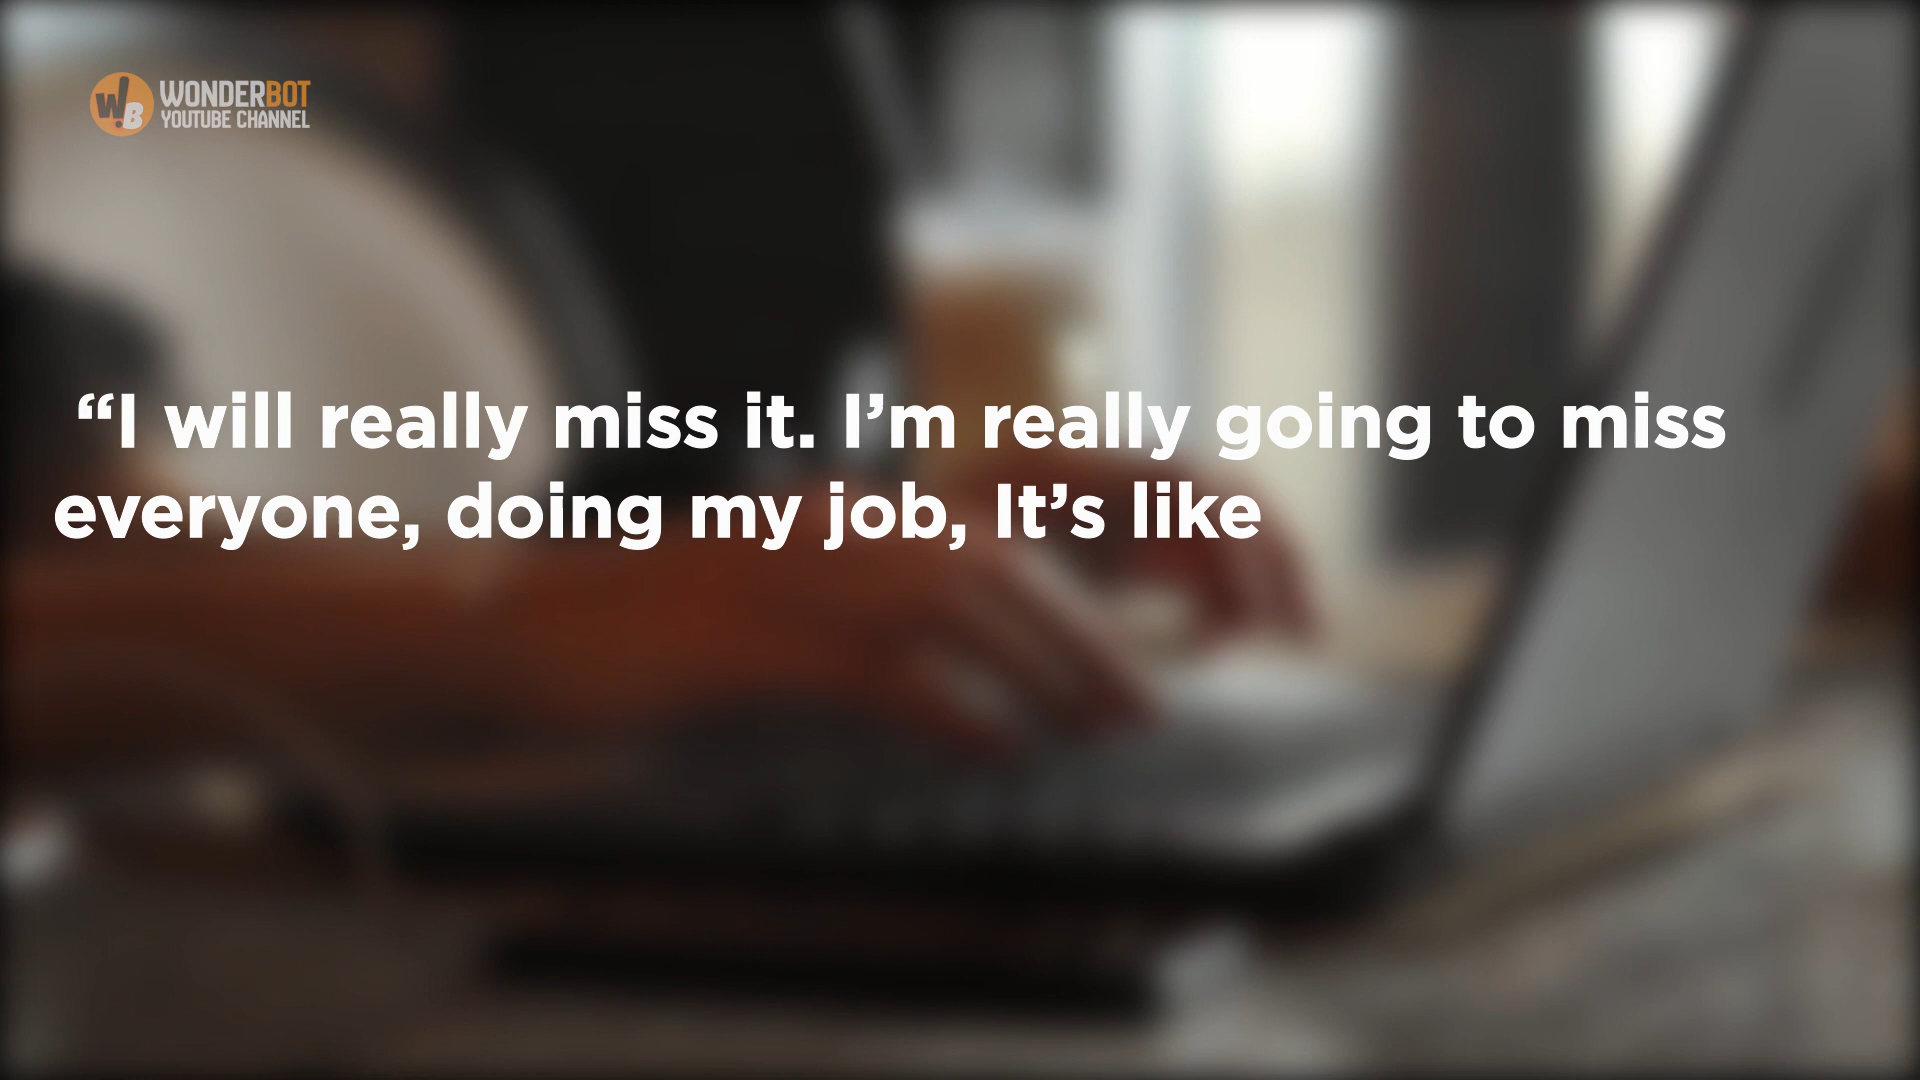 WONDERBOT
YOUTUBE CHANNEL
“I will really miss it. I’m really going to miss
everyone, doing my job, It’s like